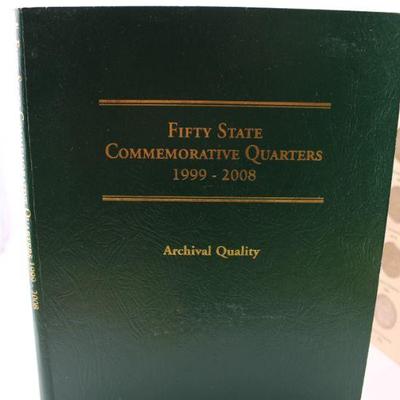 FIFTY STATE
COMMEMORATIVE QUARTERS
1999 - 2008
Archival Quality